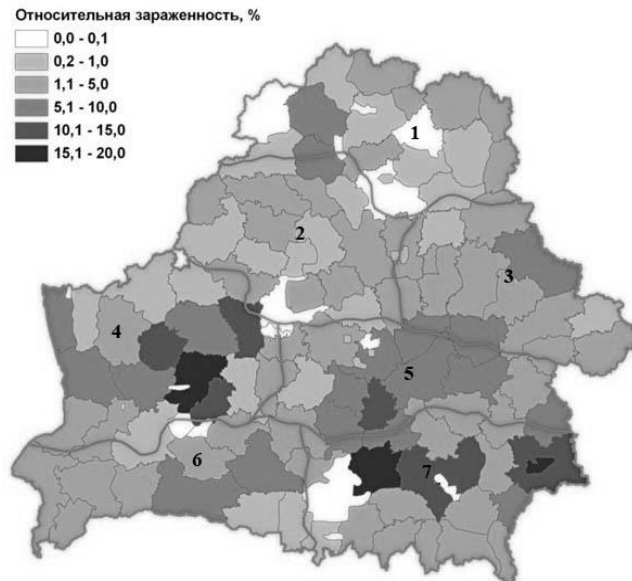 Относительная зараженность, %
0,0 - 0,1
0,2 - 1,0
1,1 - 5,0
5,1 - 10,0
10,1 - 15,0
15,1 - 20,0
1
2
3
4
5
6
7